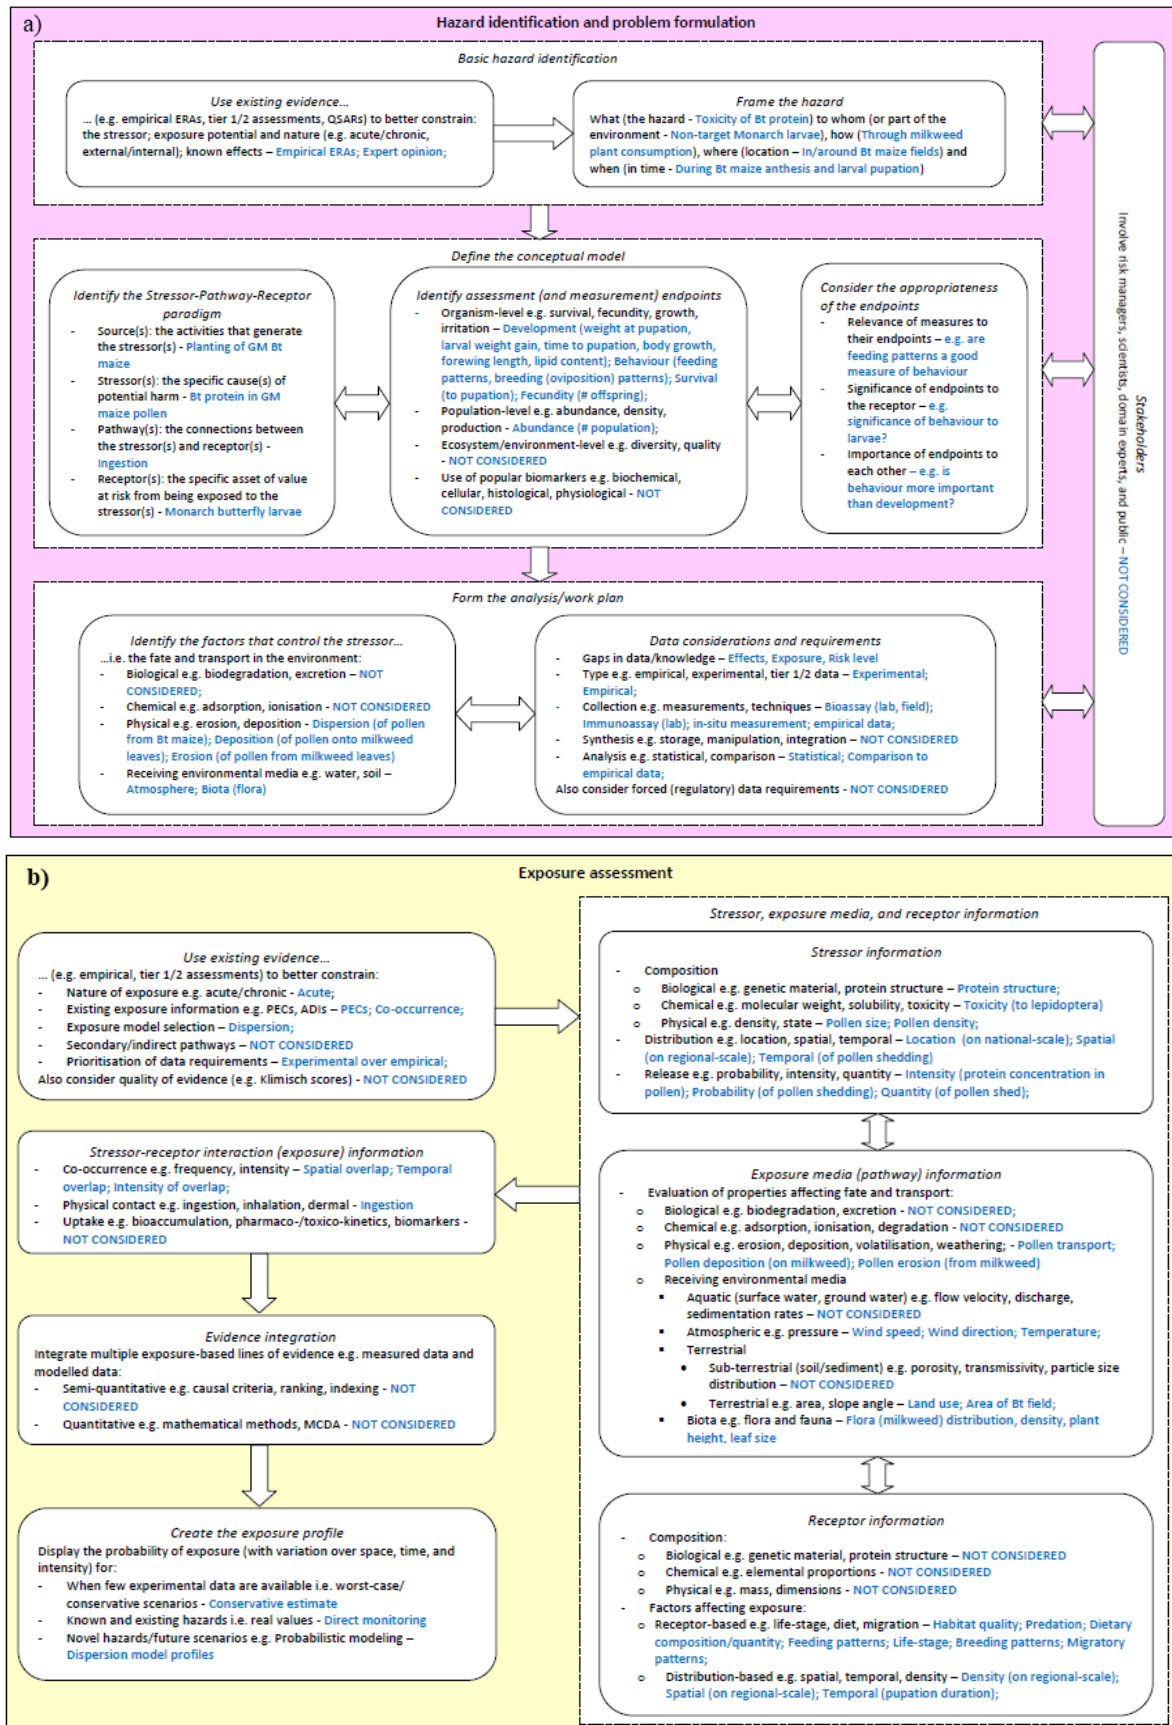 a)
Hazard identification and problem formulation
Basic hazard identification
Use existing evidence...
... (e.g. empirical ERAs, tier 1/2 assessments, QSARs) to better constrain:
the stressor; exposure potential and nature (e.g. acute/chronic,
external/internal); known effects – Empirical ERAs; Expert opinion;
Frame the hazard
What (the hazard - Toxicity of Bt protein) to whom (or part of the
environment - Non-target Monarch larvae), how (Through milkweed
plant consumption), where (location – In/around Bt maize fields) and
when (in time - During Bt maize anthesis and larval pupation)
Define the conceptual model
Identify the Stressor-Pathway-Receptor
paradigm
- Source(s): the activities that generate
the stressor(s) - Planting of GM Bt
maize
- Stressor(s): the specific cause(s) of
potential harm - Bt protein in GM
maize pollen
- Pathway(s): the connections between
the stressor(s) and receptor(s) -
Ingestion
- Receptor(s): the specific asset of value
at risk from being exposed to the
stressor(s) - Monarch butterfly larvae
Identify assessment (and measurement) endpoints
- Organism-level e.g. survival, fecundity, growth,
irritation – Development (weight at pupation,
larval weight gain, time to pupation, body growth,
forewing length, lipid content); Behaviour (feeding
patterns, breeding (oviposition) patterns); Survival
(to pupation); Fecundity (# offspring)
- Population-level e.g. abundance, density,
production - Abundance (# population);
- Ecosystem/environment-level e.g. diversity, quality
- NOT CONSIDERED
- Use of popular biomarkers e.g. biochemical,
cellular, histological, physiological - NOT
CONSIDERED
Consider the appropriateness
of the endpoints
- Relevance of measures to
their endpoints – e.g. are
feeding patterns a good
measure of behaviour
- Significance of endpoints to
the receptor – e.g.
significance of behaviour to
larvae?
- Importance of endpoints to
each other – e.g. is
behaviour more important
than development?
Form the analysis/work plan
Identify the factors that control the stressor...
...i.e. the fate and transport in the environment:
- Biological e.g. biodegradation, excretion – NOT
CONSIDERED;
- Chemical e.g. adsorption, ionisation - NOT CONSIDERED
- Physical e.g. erosion, deposition – Dispersion (of pollen
from Bt maize); Deposition (of pollen onto milkweed
leaves); Erosion (of pollen from milkweed leaves)
- Receiving environmental media e.g. water, soil –
Atmosphere; Biota (flora)
Data considerations and requirements
- Gaps in data/knowledge – Effects, Exposure, Risk level
- Type e.g. empirical, experimental, tier 1/2 data – Experimental;
Empirical;
- Collection e.g. measurements, techniques – Bioassay (lab, field);
Immunoassay (lab); in-situ measurement; empirical data;
- Synthesis e.g. storage, manipulation, integration – NOT CONSIDERED
- Analysis e.g. statistical, comparison – Statistical; Comparison to
empirical data;
Also consider forced (regulatory) data requirements - NOT CONSIDERED
Stakeholders
Involve risk managers, scientists, domain experts, and public – NOT CONSIDERED
b)
Exposure assessment
Use existing evidence...
... (e.g. empirical, tier 1/2 assessments) to better constrain:
- Nature of exposure e.g. acute/chronic - Acute;
- Existing exposure information e.g. PECs, ADIs – PECs; Co-occurrence;
- Exposure model selection – Dispersion;
- Secondary/indirect pathways – NOT CONSIDERED
- Prioritisation of data requirements – Experimental over empirical;
Also consider quality of evidence (e.g. Klimisch scores) - NOT CONSIDERED
Stressor-receptor interaction (exposure) information
- Co-occurrence e.g. frequency, intensity – Spatial overlap; Temporal
overlap; Intensity of overlap;
- Physical contact e.g. ingestion, inhalation, dermal - Ingestion
- Uptake e.g. bioaccumulation, pharmaco-/toxico-kinetics, biomarkers -
NOT CONSIDERED
Evidence integration
Integrate multiple exposure-based lines of evidence e.g. measured data and
modelled data:
- Semi-quantitative e.g. causal criteria, ranking, indexing - NOT
CONSIDERED
- Quantitative e.g. mathematical methods, MCDA – NOT CONSIDERED
Create the exposure profile
Display the probability of exposure (with variation over space, time, and
intensity) for:
- When few experimental data are available i.e. worst-case/
conservative scenarios - Conservative estimate
- Known and existing hazards i.e. real values - Direct monitoring
- Novel hazards/future scenarios e.g. Probabilistic modeling –
Dispersion model profiles
Stressor, exposure media, and receptor information
Stressor information
- Composition
o Biological e.g. genetic material, protein structure – Protein structure;
o Chemical e.g. molecular weight, solubility, toxicity – Toxicity (to lepidoptera)
o Physical e.g. density, state – Pollen size; Pollen density;
- Distribution e.g. location, spatial, temporal – Location (on national-scale); Spatial
(on regional-scale); Temporal (of pollen shedding)
- Release e.g. probability, intensity, quantity – Intensity (protein concentration in
pollen); Probability (of pollen shedding); Quantity (of pollen shed);
Exposure media (pathway) information
- Evaluation of properties affecting fate and transport:
o Biological e.g. biodegradation, excretion – NOT CONSIDERED;
o Chemical e.g. adsorption, ionisation, degradation - NOT CONSIDERED
o Physical e.g. erosion, deposition, volatilisation, weathering; - Pollen transport;
Pollen deposition (on milkweed); Pollen erosion (from milkweed)
o Receiving environmental media
▪ Aquatic (surface water, ground water) e.g. flow velocity, discharge,
sedimentation rates – NOT CONSIDERED
▪ Atmospheric e.g. pressure – Wind speed; Wind direction; Temperature;
▪ Terrestrial
• Sub-terrestrial (soil/sediment) e.g. porosity, transmissivity, particle size
distribution – NOT CONSIDERED
• Terrestrial e.g. area, slope angle – Land use; Area of Bt field;
▪ Biota e.g. flora and fauna – Flora (milkweed) distribution, density, plant
height, leaf size
Receptor information
- Composition:
o Biological e.g. genetic material, protein structure – NOT CONSIDERED
o Chemical e.g. elemental proportions - NOT CONSIDERED
o Physical e.g. mass, dimensions – NOT CONSIDERED
- Factors affecting exposure:
o Receptor-based e.g. life-stage, diet, migration – Habitat quality; Predation; Dietary
composition/quantity; Feeding patterns; Life-stage; Breeding patterns; Migratory
patterns;
o Distribution-based e.g. spatial, temporal, density – Density (on regional-scale);
Spatial (on regional-scale); Temporal (pupation duration);